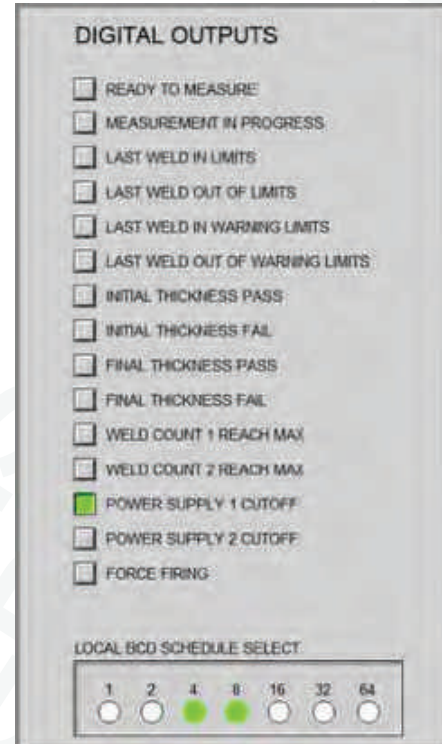 DIGITAL OUTPUTS
READY TO MEASURE
MEASUREMENT IN PROGRESS
LAST WELD IN LIMITS
LAST WELD OUT OF LIMITS
LAST WELD IN WARNING LIMITS
LAST WELD OUT OF WARNING LIMITS
INITIAL THICKNESS PASS
INITIAL THICKNESS FAIL
FINAL THICKNESS PASS
FINAL THICKNESS FAIL
WELD COUNT 1 REACH MAX
WELD COUNT 2 REACH MAX
POWER SUPPLY 1 CUTOFF
POWER SUPPLY 2 CUTOFF
FORCE FIRING
LOCAL BCD SCHEDULE SELECT
1 2 4 8 16 32 64